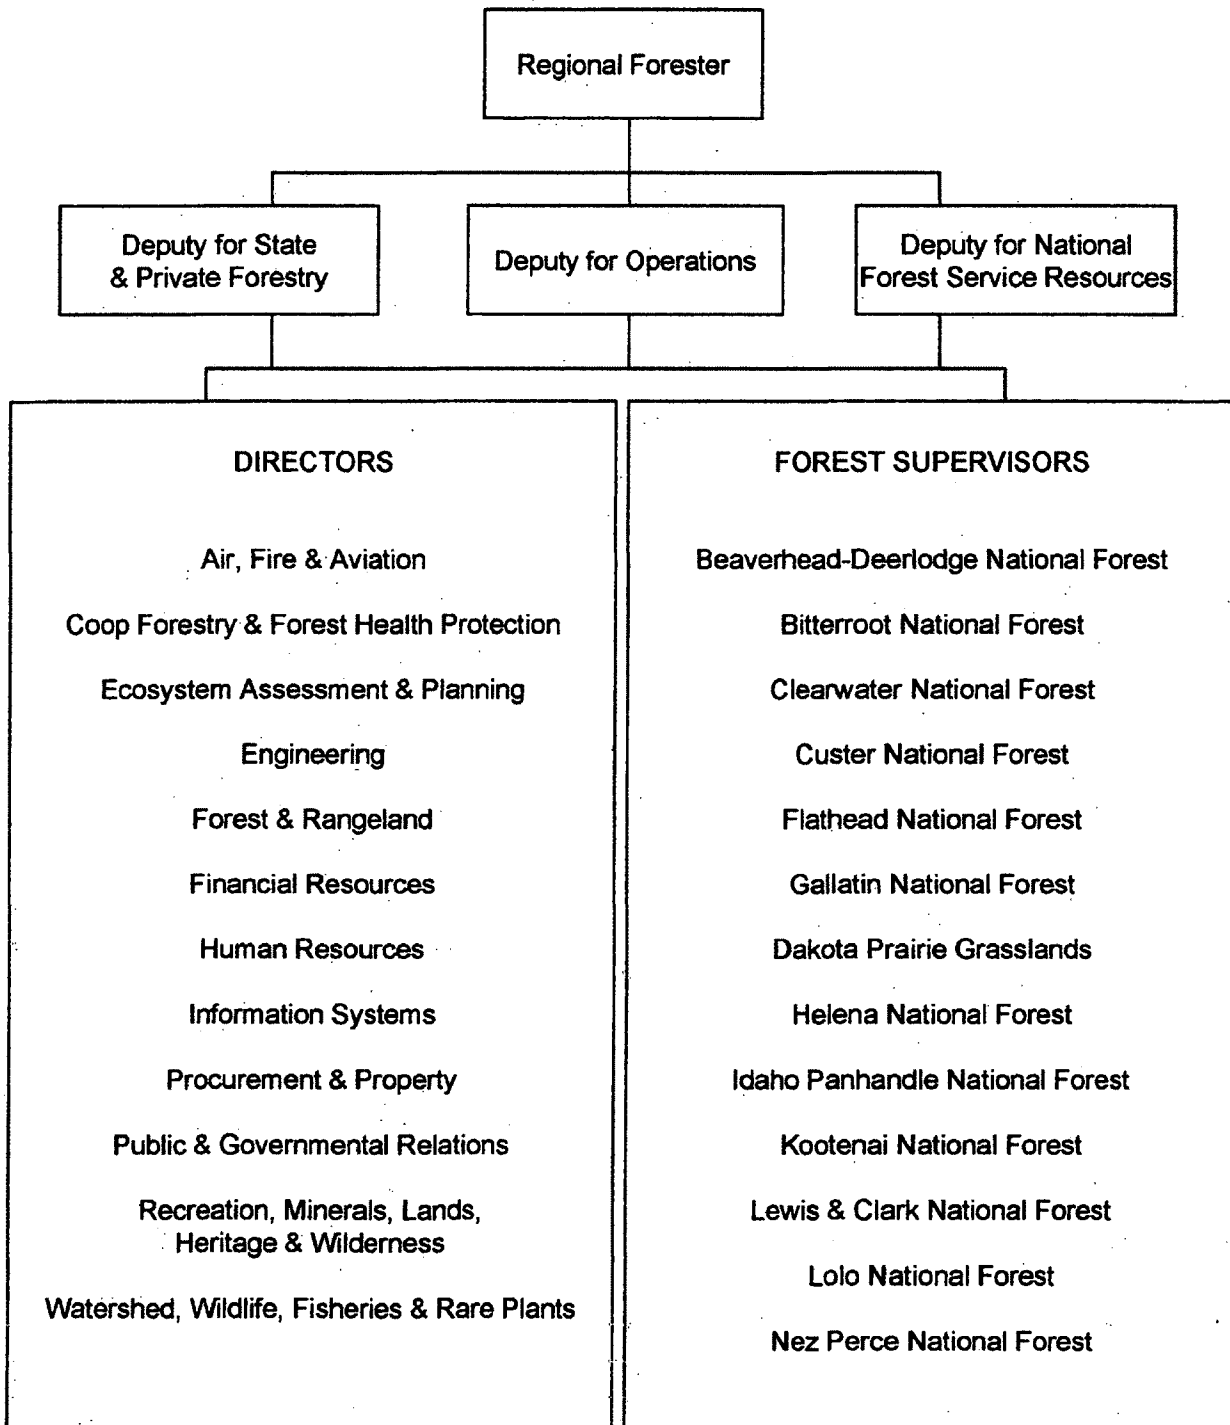 Regional Forester
Deputy for State
& Private Forestry
Deputy for Operations
Deputy for National
Forest Service Resources
DIRECTORS
Air, Fire & Aviation
Coop Forestry & Forest Health Protection
Ecosystem Assessment & Planning
Engineering
Forest & Rangeland
Financial Resources
Human Resources
Information Systems
Procurement & Property
Public & Governmental Relations
Recreation, Minerals, Lands,
Heritage & Wilderness
Watershed, Wildlife, Fisheries & Rare Plants
FOREST SUPERVISORS
Beaverhead-Deerlodge National Forest
Bitterroot National Forest
Clearwater National Forest
Custer National Forest
Flathead National Forest
Gallatin National Forest
Dakota Prairie Grasslands
Helena National Forest
Idaho Panhandle National Forest
Kootenai National Forest
Lewis & Clark National Forest
Lolo National Forest
Nez Perce National Forest